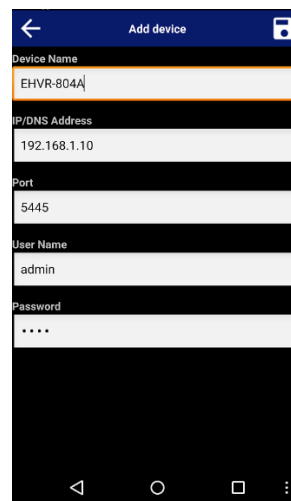 Add device
Device Name
EHVR-804A
IP/DNS Address
192.168.1.10
Port
5445
User Name
admin
Password
••••